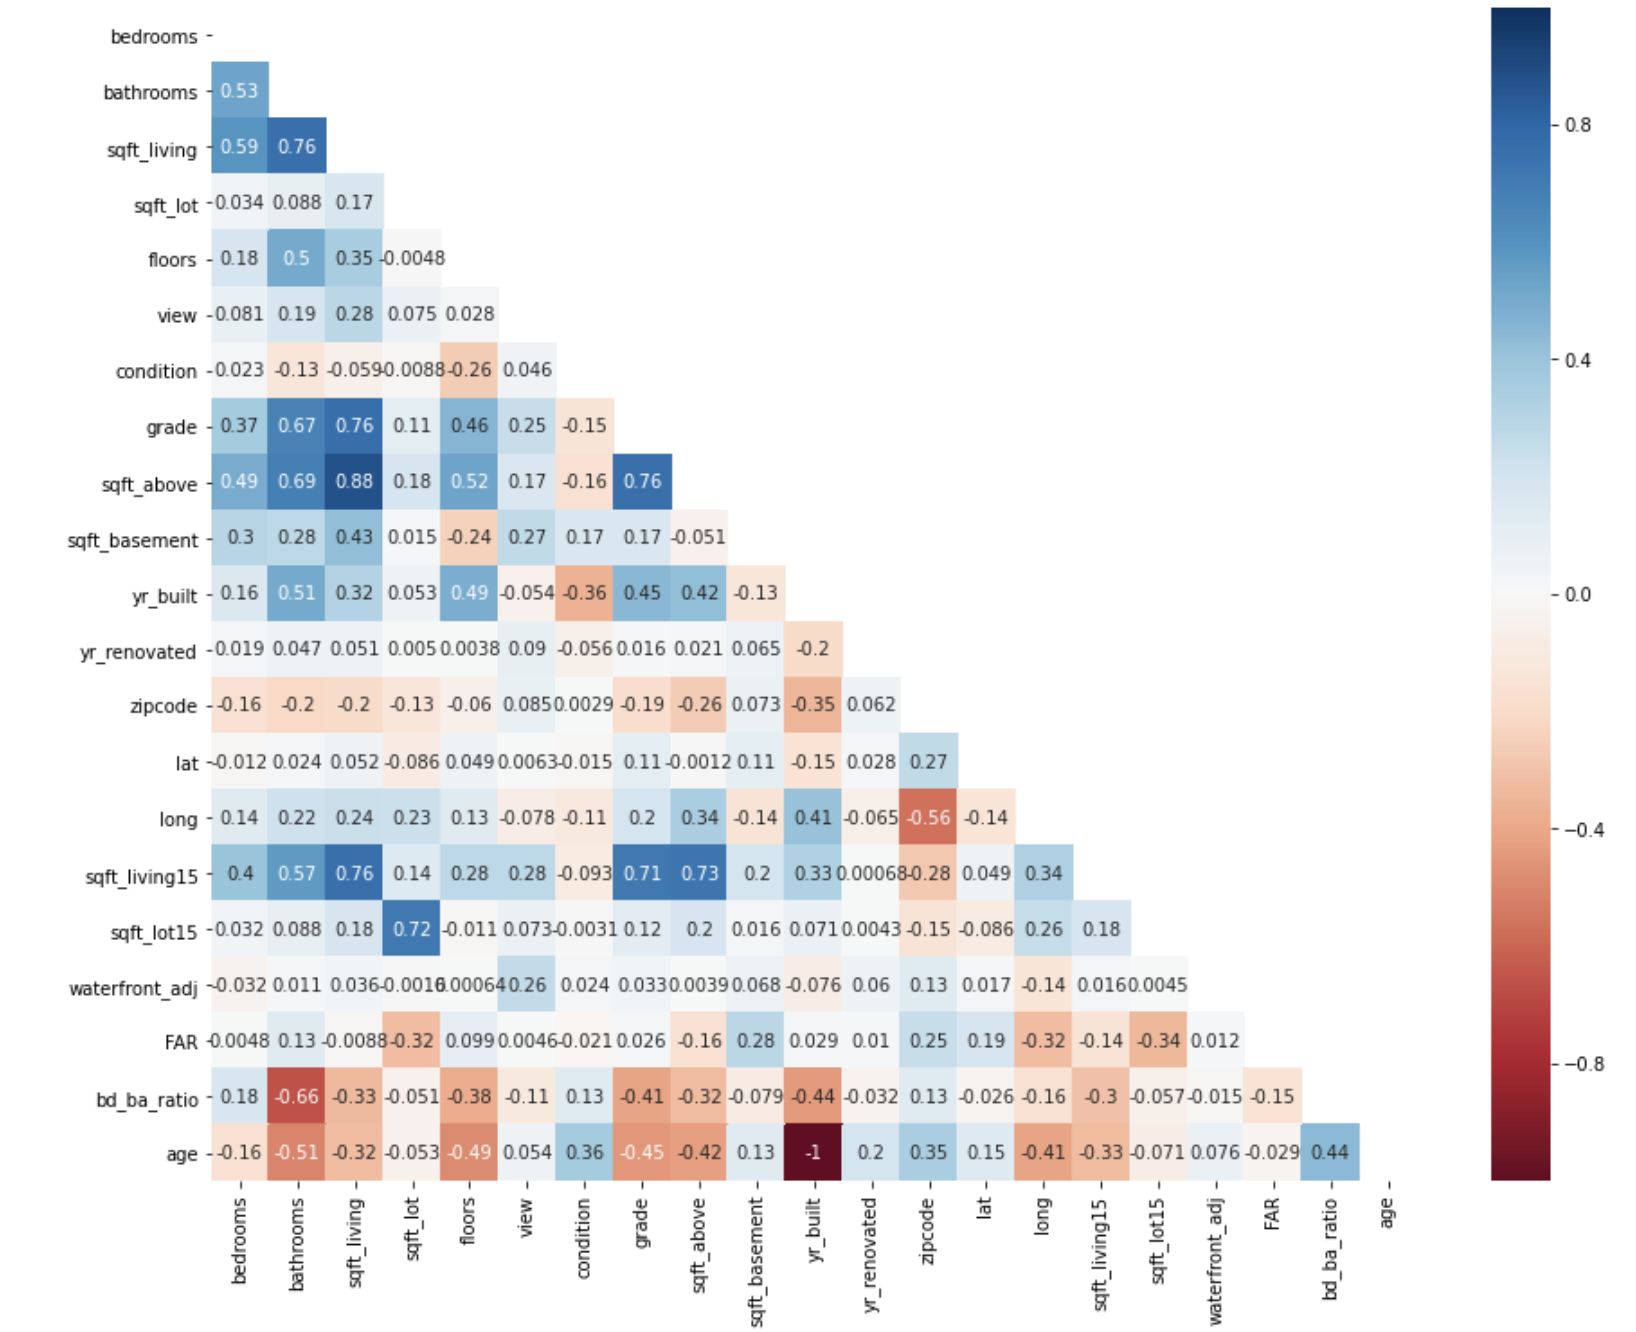 bedrooms
bathrooms 0.53
sqft_living 0.59 0.76
0.8
sqft_lot 0.034 0.088 0.17
floors 0.18 0.5 0.35 -0.0048
view 0.081 0.19 0.28 0.075 0.028
condition 0.023 -0.13 -0.059 -0.0088 -0.26 0.046
0.4
grade 0.37 0.67 0.76 0.11 0.46 0.25 -0.15
sqft_above 0.49 0.69 0.88 0.18 0.52 0.17 -0.16 0.76
sqft_basement 0.3 0.28 0.43 0.015 -0.24 0.27 0.17 0.17 -0.051
yr_built 0.16 0.51 0.32 0.053 0.49 -0.054 -0.36 0.45 0.42 -0.13
0.0
yr_renovated 0.019 0.047 0.051 0.005 0.0038 0.09 -0.056 0.016 0.021 0.065 -0.2
zipcode -0.16 -0.2 -0.2 -0.13 -0.06 0.085 0.0029 -0.19 -0.26 0.073 -0.35 0.062
lat -0.012 0.024 0.052 -0.086 0.049 0.0063 -0.015 0.11 -0.0012 0.11 -0.15 0.028 0.27
long 0.14 0.22 0.24 0.23 0.13 -0.078 -0.11 0.2 0.34 -0.14 0.41 -0.065 -0.56 -0.14
−0.4
sqft_living15 0.4 0.57 0.76 0.14 0.28 0.28 -0.093 0.71 0.73 0.2 0.33 0.00068 -0.28 0.049 0.34
sqft_lot15 0.032 0.088 0.18 0.72 -0.011 0.073 -0.0031 0.12 0.2 0.016 0.071 0.0043 -0.15 -0.086 0.26 0.18
waterfront_adj -0.032 0.011 0.036 -0.0016 0.00064 0.26 0.024 0.033 0.0039 0.068 -0.076 0.06 0.13 0.017 -0.14 0.016 0.0045
FAR 0.0048 0.13 -0.0088 -0.32 0.099 0.0046 -0.021 0.026 -0.16 0.28 0.029 0.01 0.25 0.19 -0.32 -0.14 -0.34 0.012
−0.8
bd_ba_ratio 0.18 -0.66 -0.33 -0.051 -0.38 -0.11 0.13 -0.41 -0.32 -0.079 -0.44 -0.032 0.13 -0.026 -0.16 -0.3 -0.057 -0.015 -0.15
age -0.16 -0.51 -0.32 -0.053 -0.49 0.054 0.36 -0.45 -0.42 0.13 -1 0.2 0.35 0.15 -0.41 -0.33 -0.071 0.076 -0.029 0.44
bedrooms
bathrooms
sqft_living
sqft_lot
floors
view
condition
grade
sqft_above
sqft_basement
yr_built
yr_renovated
zipcode
lat
long
sqft_living15
sqft_lot15
waterfront_adj
FAR
bd_ba_ratio
age